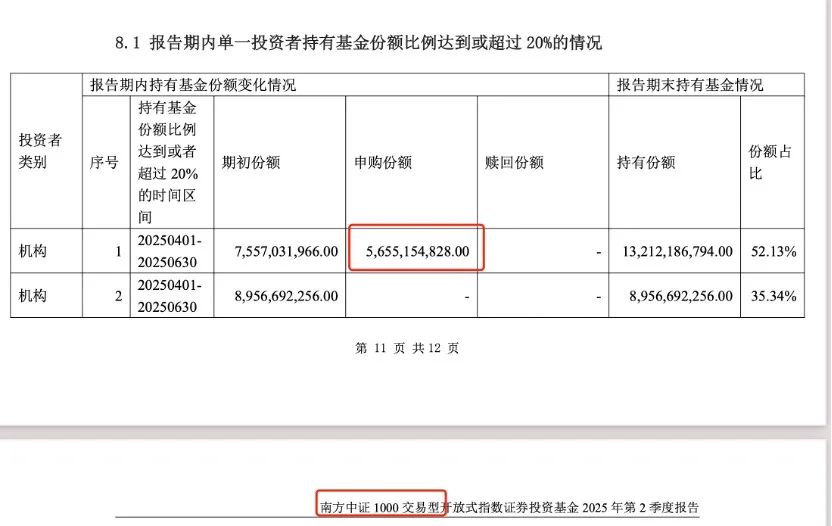 8.1 报告期内单一投资者持有基金份额比例达到或超过 20%的情况
投资者类别 报告期内持有基金份额变化情况 报告期末持有基金情况
序号 持有基金份额比例达到或者超过 20%的时间区间 期初份额 申购份额 赎回份额 持有份额 份额占比
机构 1 20250401-20250630 7,557,031,966.00 5,655,154,828.00 - 13,212,186,794.00 52.13%
机构 2 20250401-20250630 8,956,692,256.00 - - 8,956,692,256.00 35.34%
第 11 页 共 12 页
南方中证 1000 交易型开放式指数证券投资基金 2025 年第 2 季度报告